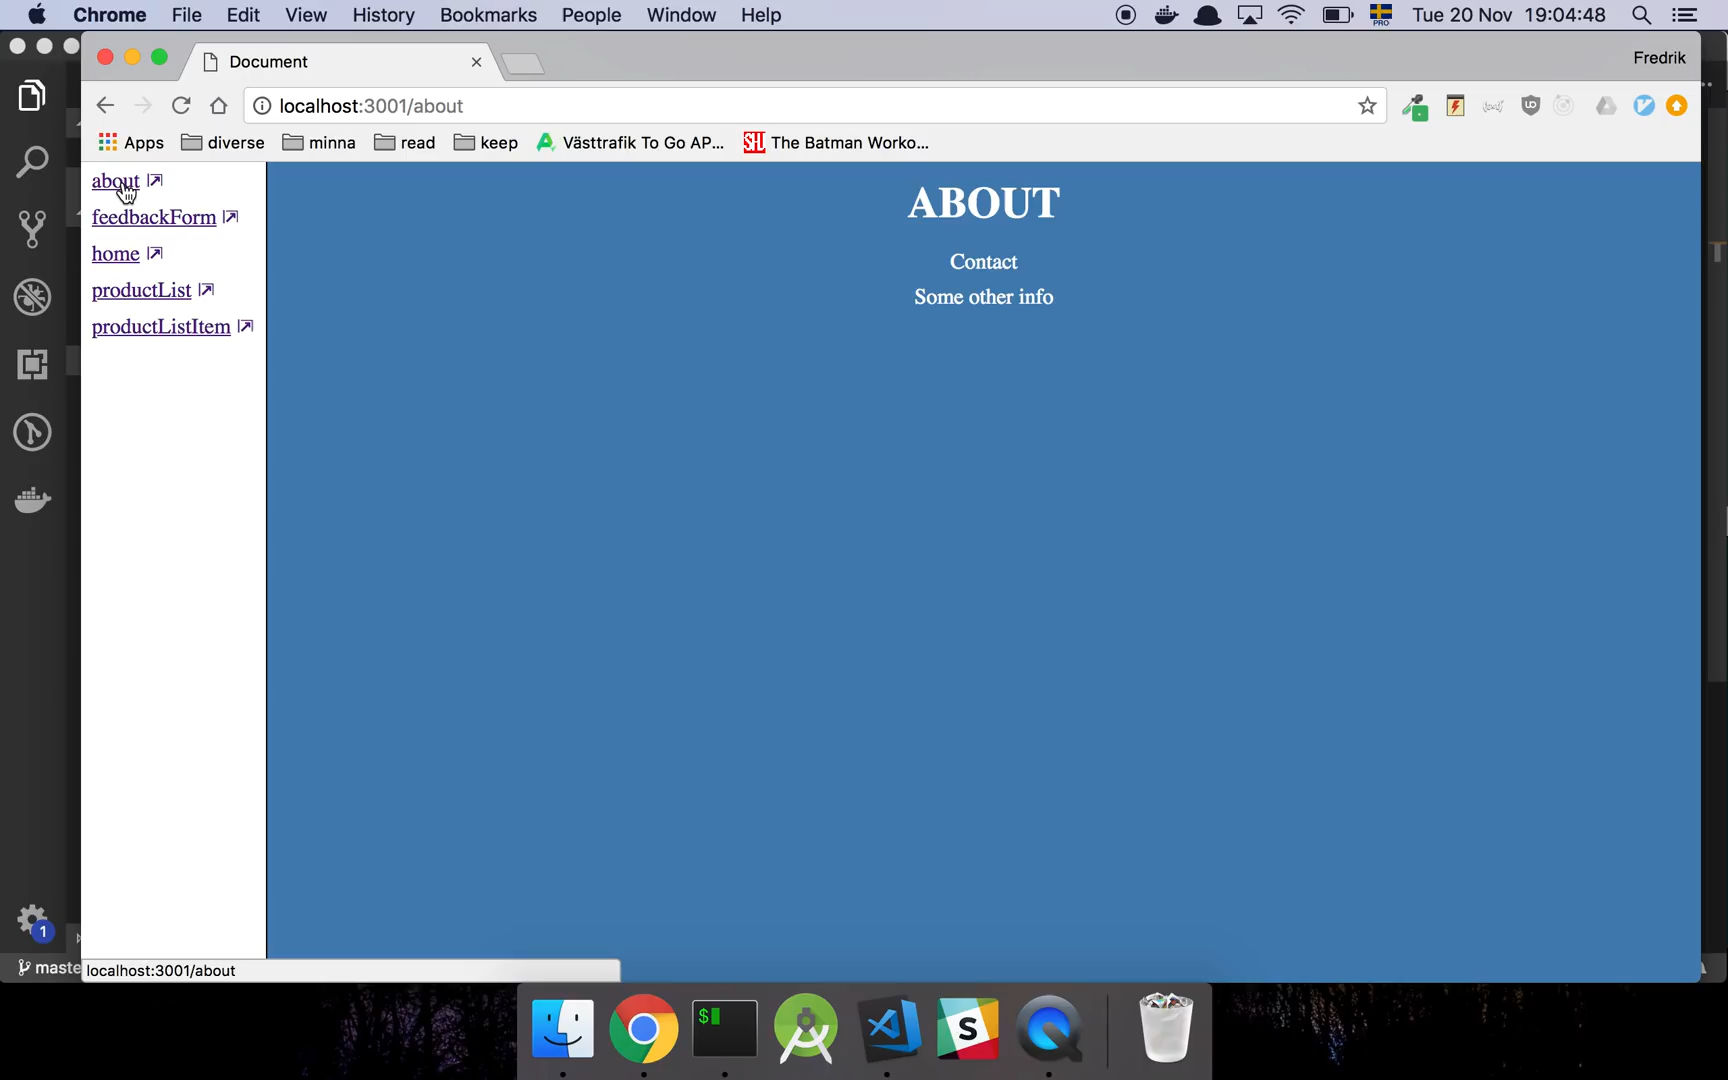 Chrome File Edit View History Bookmarks People Window Help PRO Tue 20 Nov 19:04:48
Document Fredrik
localhost:3001/about
Apps diverse minna read keep Västtrafik To Go AP... The Batman Worko...
about
feedbackForm
home
productList
productListItem
ABOUT
Contact
Some other info
1
maste
localhost:3001/about
$
S